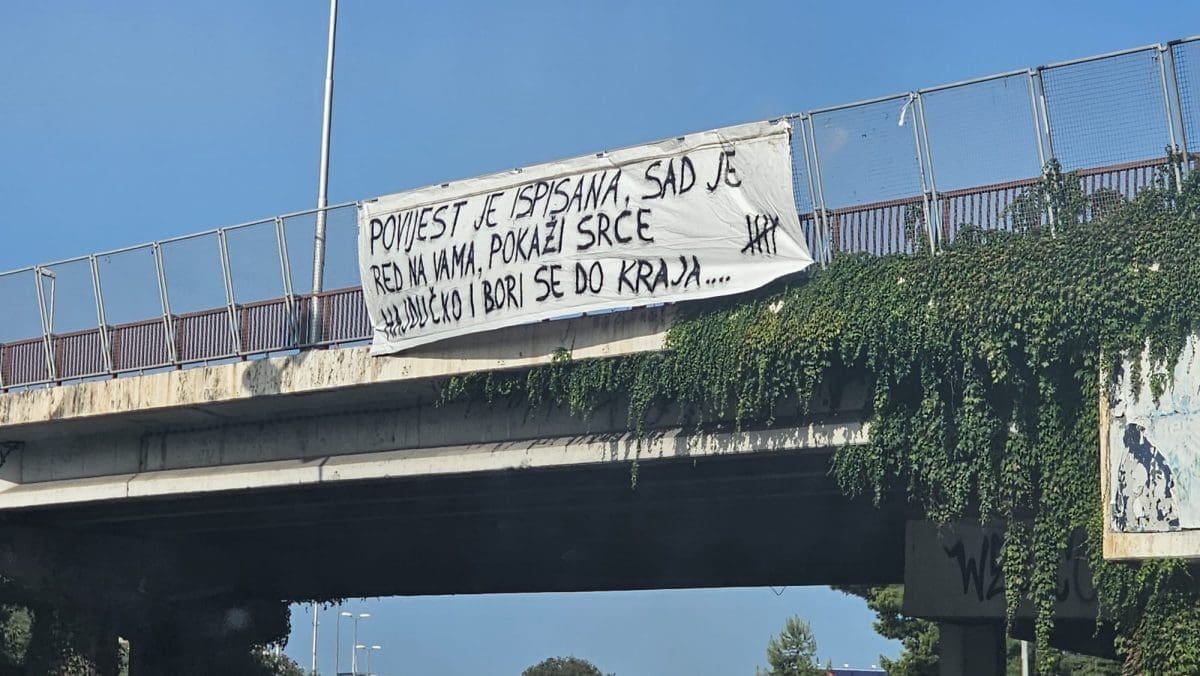 POVIJEST JE ISPISANA, SAD JE
RED NA VAMA, POKAŽI SRCE
HAJDUČKO I BORI SE DO KRAJA....